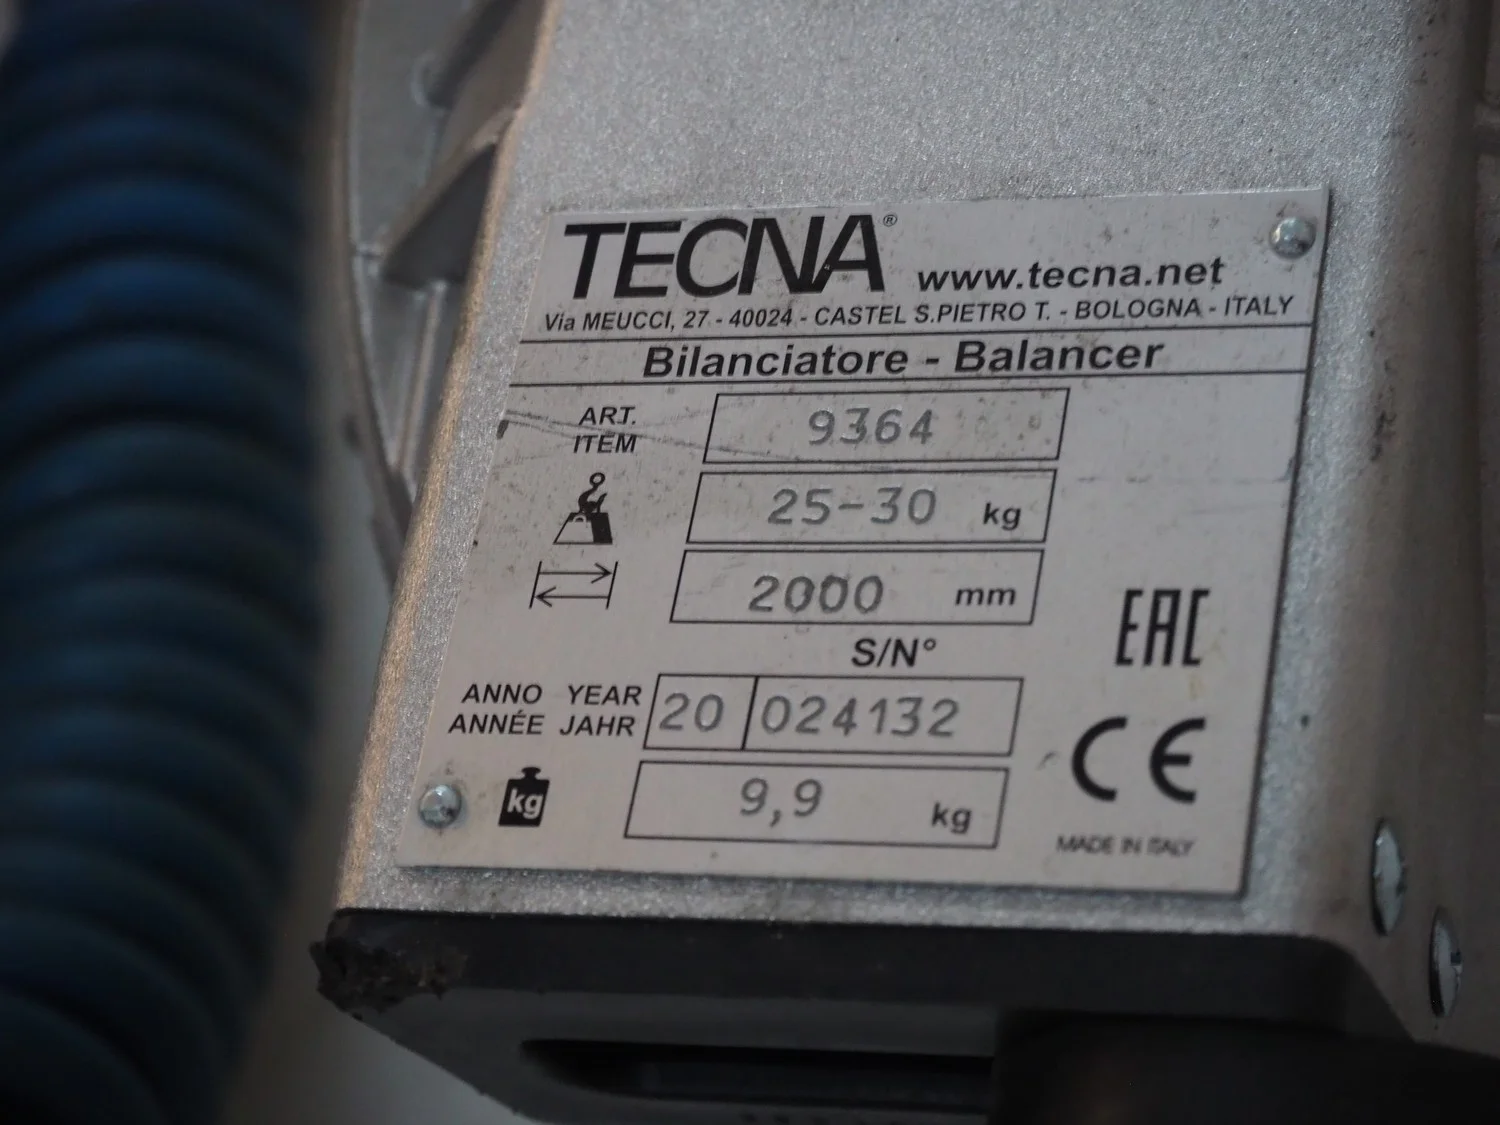 TECNA® www.tecna.net
Via MEUCCI, 27 - 40024 - CASTEL S.PIETRO T. - BOLOGNA - ITALY
Bilanciatore - Balancer
ART.
ITEM
9364
25-30 kg
2000 mm
S/N°
ANNO YEAR
ANNÉE JAHR
20 024132
kg
9,9 kg
EAC
CE
MADE IN ITALY